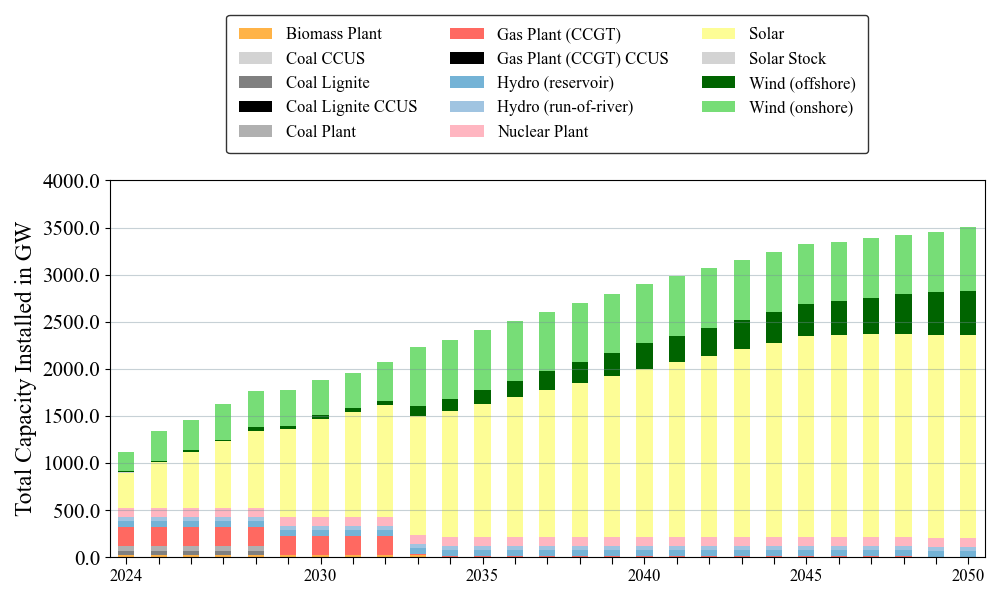 Biomass Plant
Coal CCUS
Coal Lignite
Coal Lignite CCUS
Coal Plant
Gas Plant (CCGT)
Gas Plant (CCGT) CCUS
Hydro (reservoir)
Hydro (run-of-river)
Nuclear Plant
Solar
Solar Stock
Wind (offshore)
Wind (onshore)
Total Capacity Installed in GW
4000.0
3500.0
3000.0
2500.0
2000.0
1500.0
1000.0
500.0
0.0
2024
2030
2035
2040
2045
2050